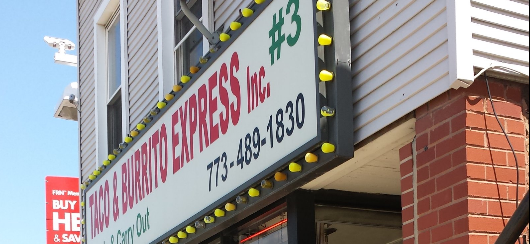 TACO & BURRITO EXPRESS Inc. #3
773-489-1830
& Carry Out
BUY
HE
& SAV